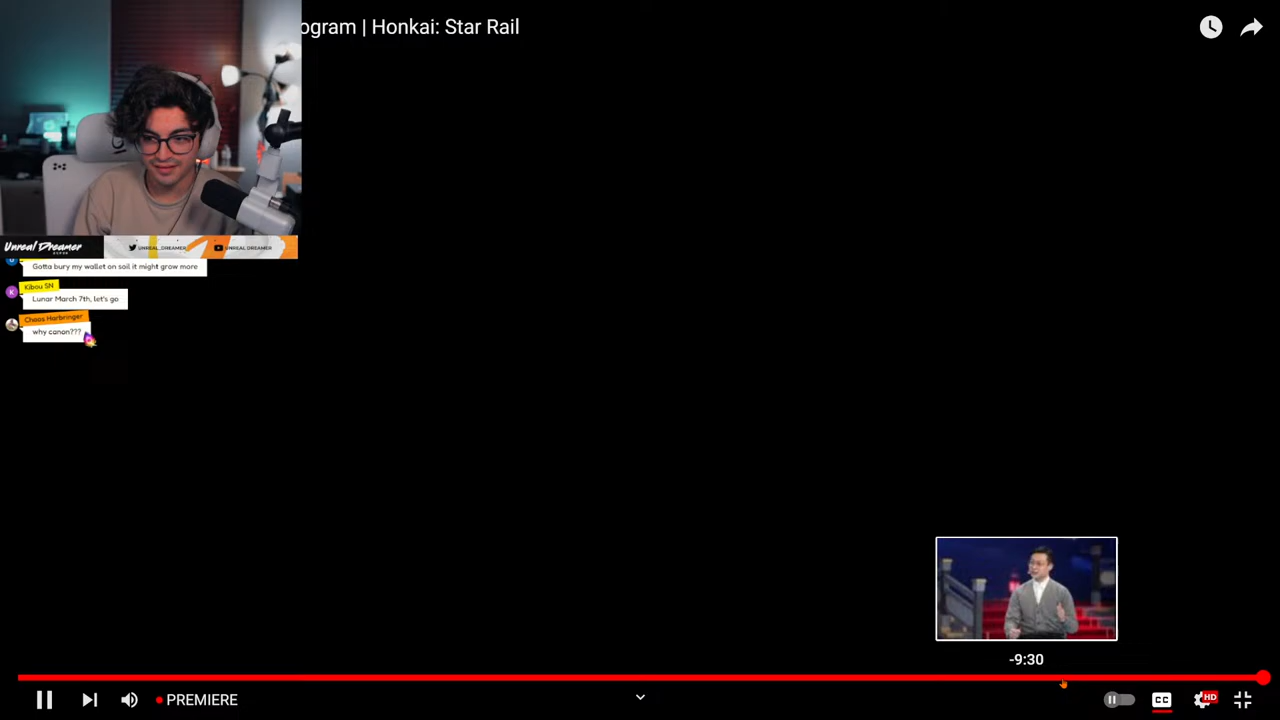 ogram | Honkai: Star Rail
Unreal Dreamer
UNREAL_DREAMER
UNREAL DREAMER
Gotta bury my wallet on soil it might grow more
K
Kibou SN
Lunar March 7th, let's go
Chaos Harbringer
why canon???
-9:30
PREMIERE
CC
HD